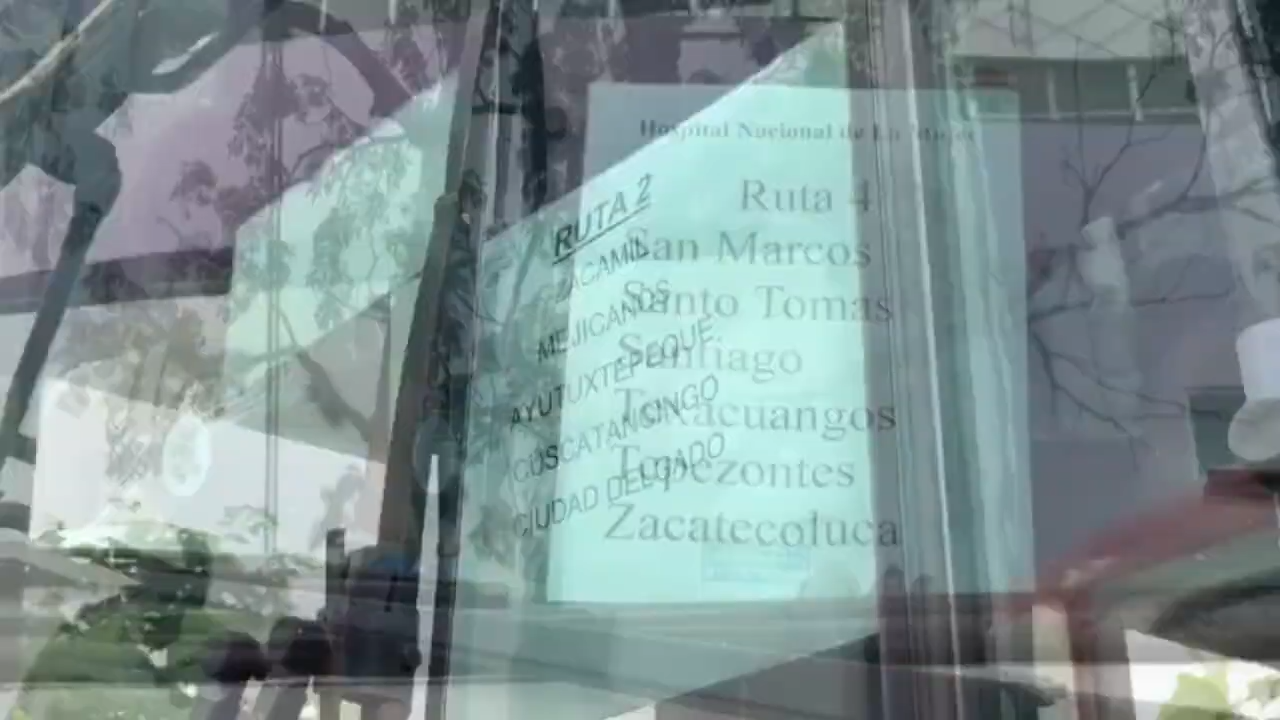 Hospital Nacional de La Mujer
Ruta 4
San Marcos
Santo Tomas
Santiago
Texacuangos
Tepezontes
Zacatecoluca
RUTA 2
ZACAMIL
MEJICANOS
AYUTUXTEPEQUE
CUSCATANCINGO
CIUDAD DELGADO